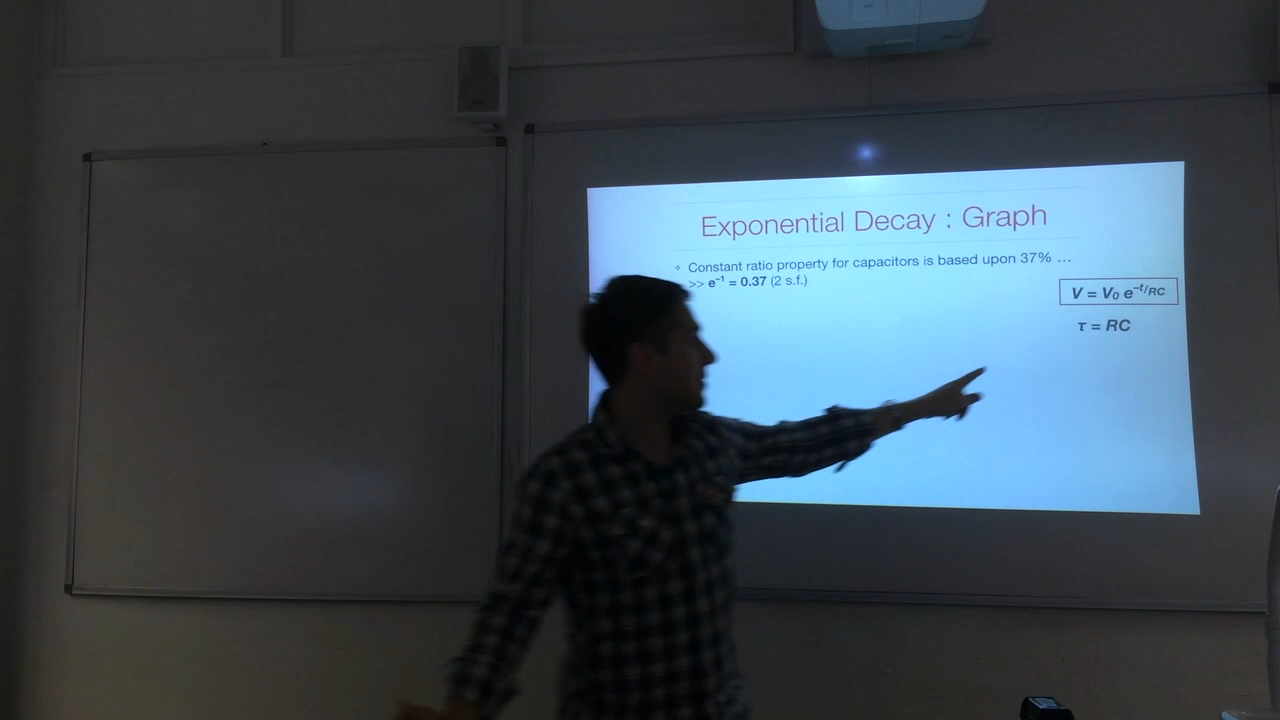 Exponential Decay : Graph
Constant ratio property for capacitors is based upon 37% ...
>> e⁻¹ = 0.37 (2 s.f.)
V = V₀ e⁻ᵗ/ᴿᶜ
τ = RC